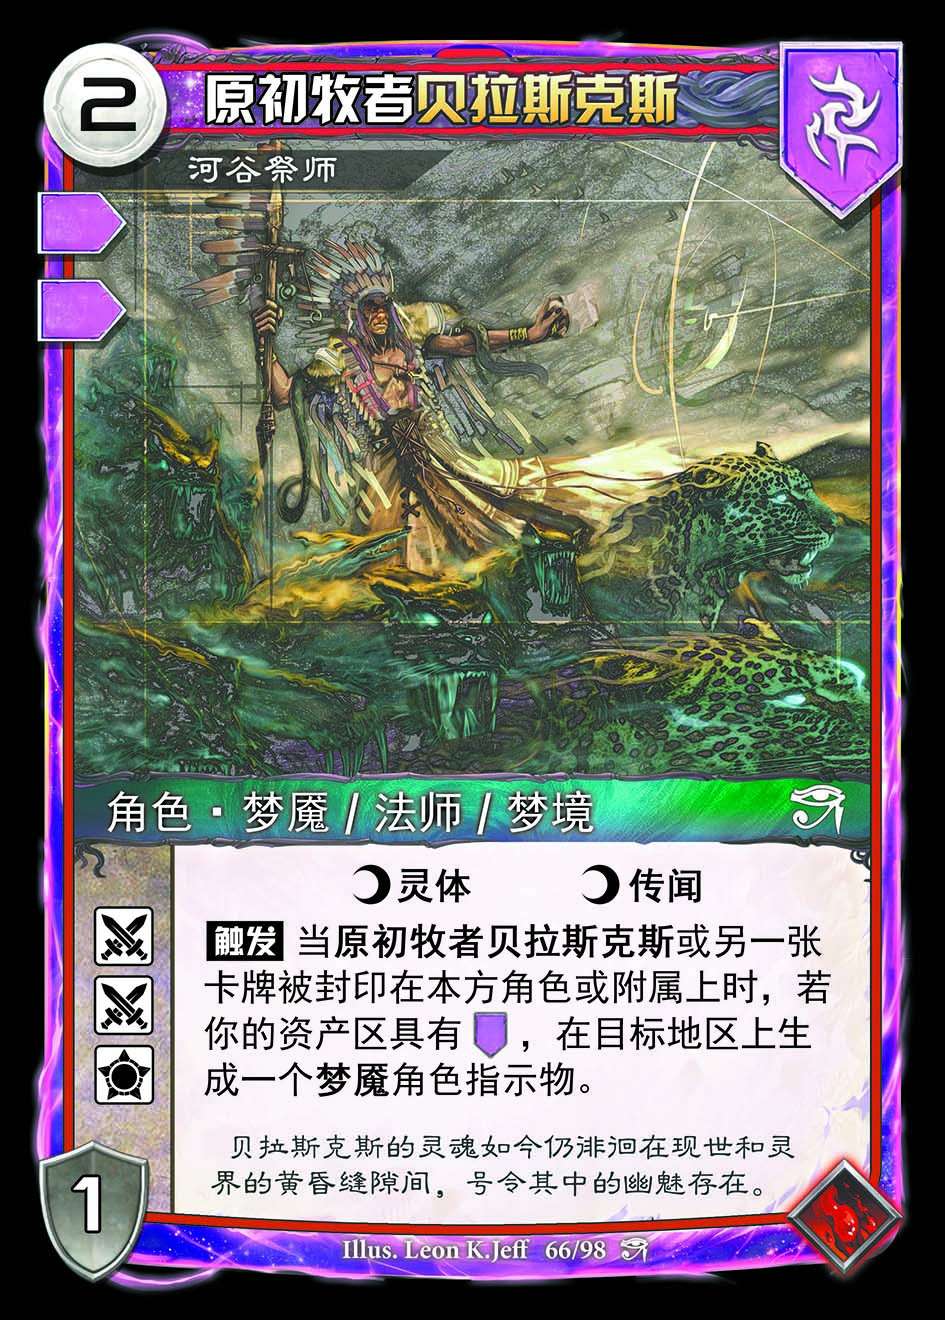 2
原初牧者贝拉斯克斯
河谷祭师
角色·梦魇 / 法师 / 梦境
灵体 传闻
触发 当原初牧者贝拉斯克斯或另一张
卡牌被封印在本方角色或附属上时，若
你的资产区具有 ，在目标地区上生
成一个梦魇角色指示物。
贝拉斯克斯的灵魂如今仍徘徊在现世和灵
界的黄昏缝隙间，号令其中的幽魅存在。
1
Illus. Leon K.Jeff 66/98